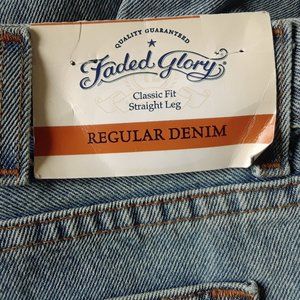 QUALITY GUARANTEED
Faded Glory®
Classic Fit
Straight Leg
REGULAR DENIM